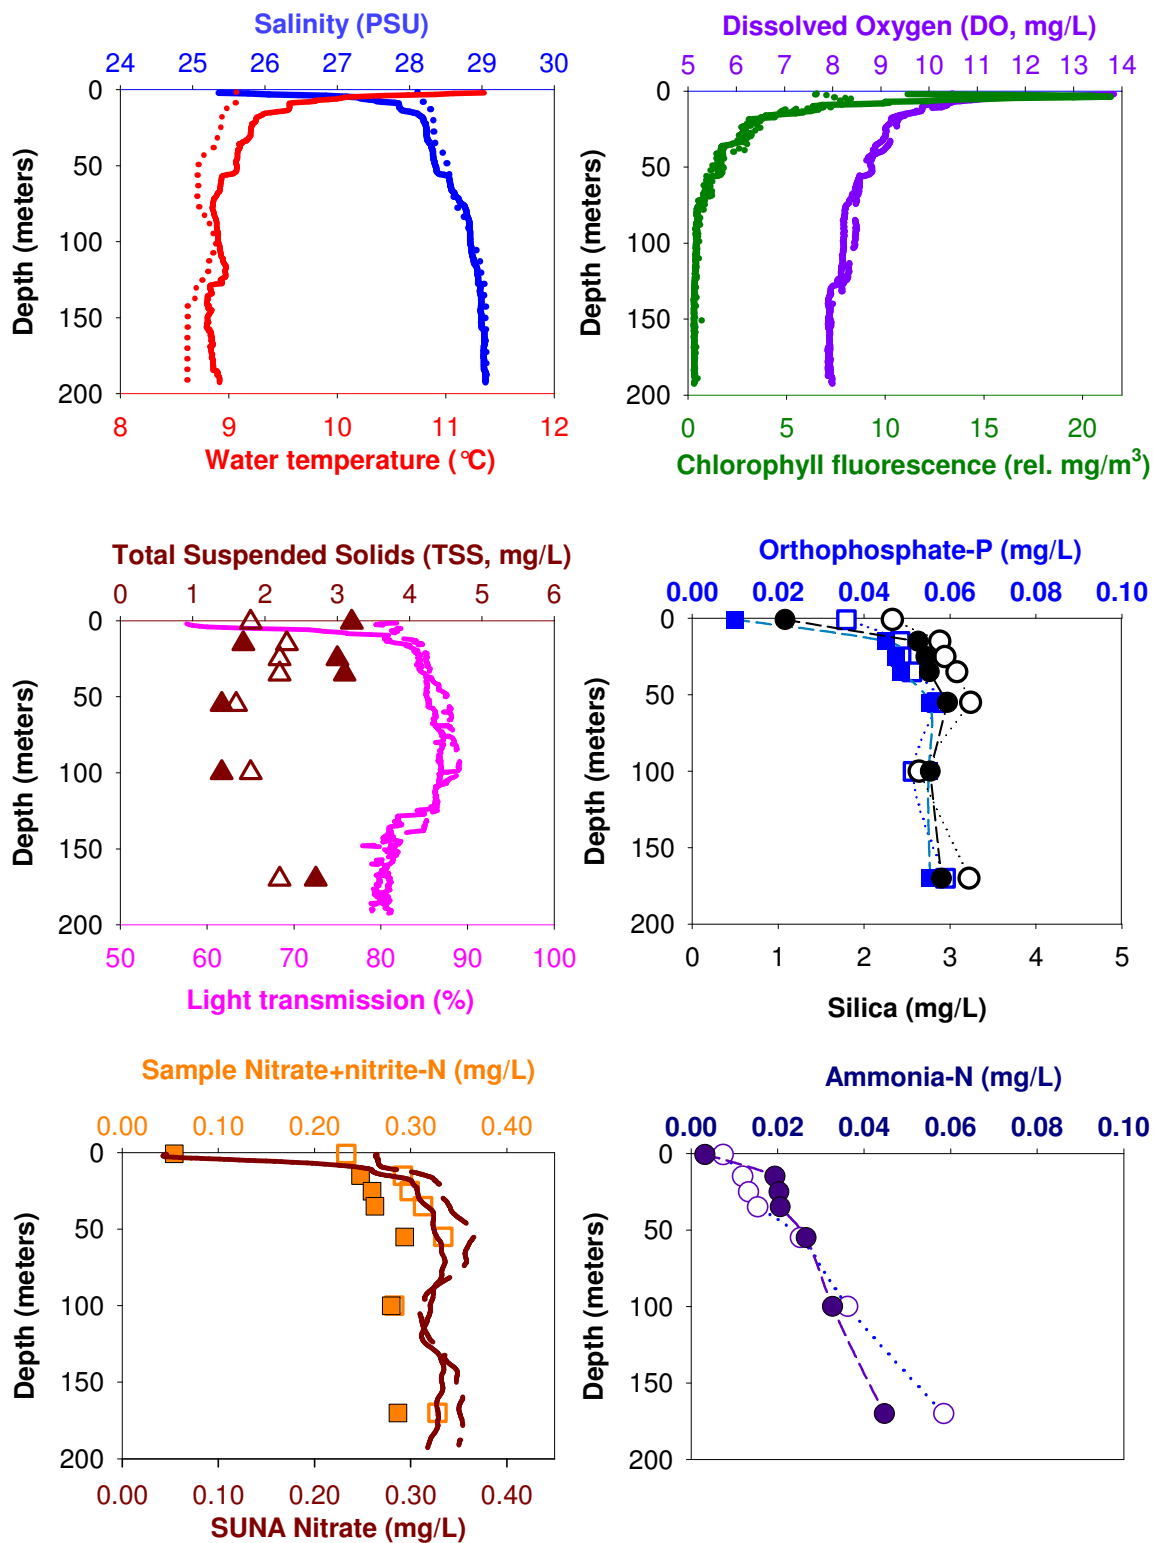 Salinity (PSU)
24 25 26 27 28 29 30
0
50
100
150
200
Depth (meters)
8 9 10 11 12
Water temperature (°C)
Dissolved Oxygen (DO, mg/L)
5 6 7 8 9 10 11 12 13 14
0
50
100
150
200
Depth (meters)
0 5 10 15 20
Chlorophyll fluorescence (rel. mg/m³)
Total Suspended Solids (TSS, mg/L)
0 1 2 3 4 5 6
0
50
100
150
200
Depth (meters)
50 60 70 80 90 100
Light transmission (%)
Orthophosphate-P (mg/L)
0.00 0.02 0.04 0.06 0.08 0.10
0
50
100
150
200
Depth (meters)
0 1 2 3 4 5
Silica (mg/L)
Sample Nitrate+nitrite-N (mg/L)
0.00 0.10 0.20 0.30 0.40
0
50
100
150
200
Depth (meters)
0.00 0.10 0.20 0.30 0.40
SUNA Nitrate (mg/L)
Ammonia-N (mg/L)
0.00 0.02 0.04 0.06 0.08 0.10
0
50
100
150
200
Depth (meters)